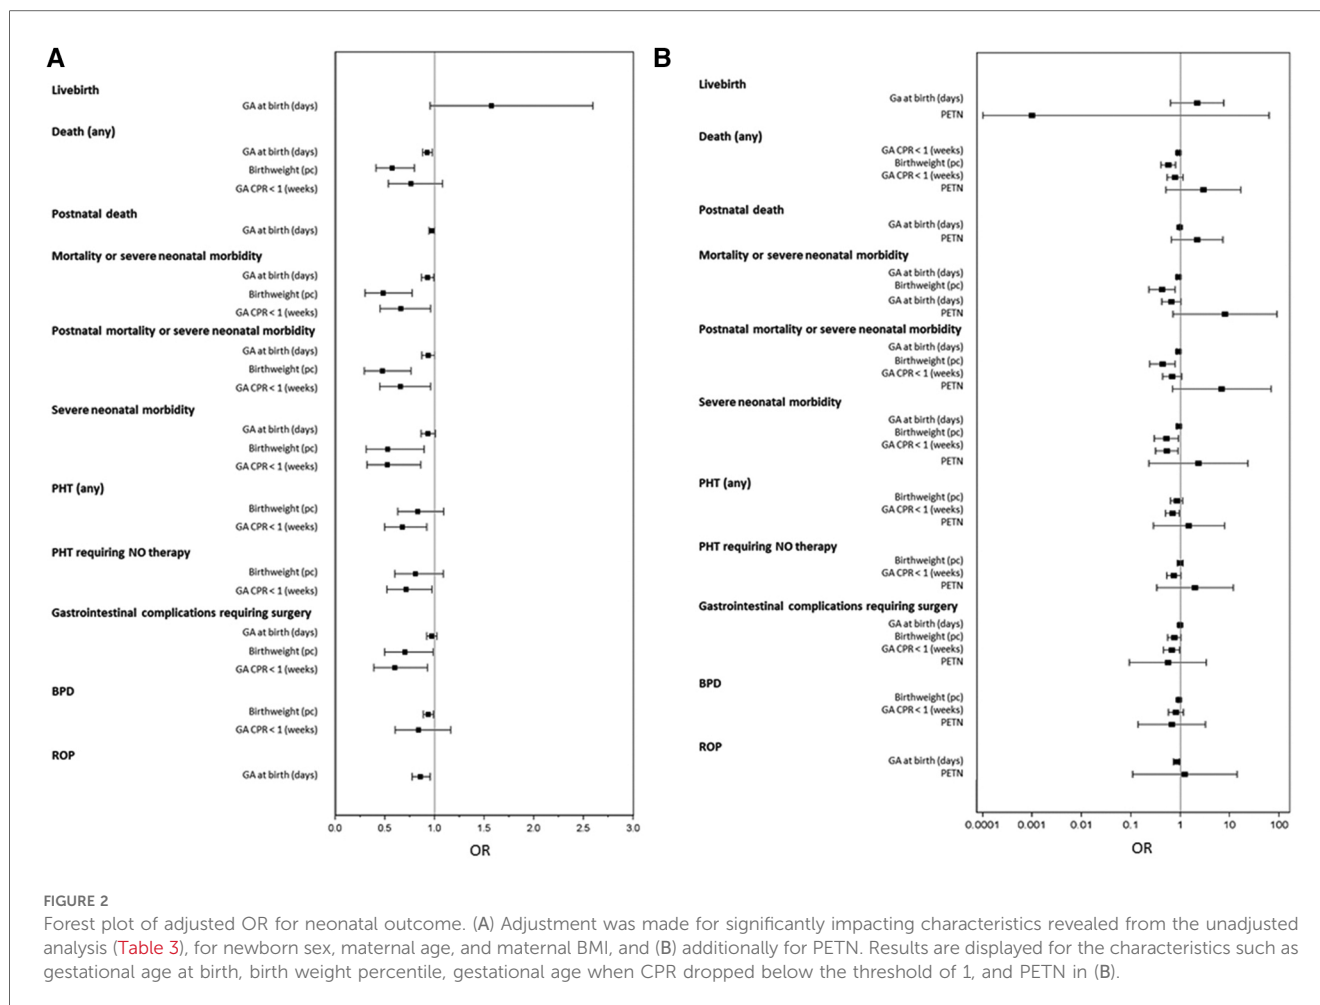 A
Livebirth
GA at birth (days)
Death (any)
GA at birth (days)
Birthweight (pc)
GA CPR < 1 (weeks)
Postnatal death
GA at birth (days)
Mortality or severe neonatal morbidity
GA at birth (days)
Birthweight (pc)
GA CPR < 1 (weeks)
Postnatal mortality or severe neonatal morbidity
GA at birth (days)
Birthweight (pc)
GA CPR < 1 (weeks)
Severe neonatal morbidity
GA at birth (days)
Birthweight (pc)
GA CPR < 1 (weeks)
PHT (any)
Birthweight (pc)
GA CPR < 1 (weeks)
PHT requiring NO therapy
Birthweight (pc)
GA CPR < 1 (weeks)
Gastrointestinal complications requiring surgery
GA at birth (days)
Birthweight (pc)
GA CPR < 1 (weeks)
BPD
Birthweight (pc)
GA CPR < 1 (weeks)
ROP
GA at birth (days)
0.0 0.5 1.0 1.5 2.0 2.5 3.0
OR
B
Livebirth
Ga at birth (days)
PETN
Death (any)
GA CPR < 1 (weeks)
Birthweight (pc)
GA CPR < 1 (weeks)
PETN
Postnatal death
GA at birth (days)
PETN
Mortality or severe neonatal morbidity
GA at birth (days)
Birthweight (pc)
GA at birth (days)
PETN
Postnatal mortality or severe neonatal morbidity
GA at birth (days)
Birthweight (pc)
GA CPR < 1 (weeks)
PETN
Severe neonatal morbidity
GA at birth (days)
Birthweight (pc)
GA CPR < 1 (weeks)
PETN
PHT (any)
Birthweight (pc)
GA CPR < 1 (weeks)
PETN
PHT requiring NO therapy
Birthweight (pc)
GA CPR < 1 (weeks)
PETN
Gastrointestinal complications requiring surgery
GA at birth (days)
Birthweight (pc)
GA CPR < 1 (weeks)
PETN
BPD
Birthweight (pc)
GA CPR < 1 (weeks)
PETN
ROP
GA at birth (days)
PETN
0.0001 0.001 0.01 0.1 1 10 100
OR
FIGURE 2
Forest plot of adjusted OR for neonatal outcome. (A) Adjustment was made for significantly impacting characteristics revealed from the unadjusted
analysis (Table 3), for newborn sex, maternal age, and maternal BMI, and (B) additionally for PETN. Results are displayed for the characteristics such as
gestational age at birth, birth weight percentile, gestational age when CPR dropped below the threshold of 1, and PETN in (B).